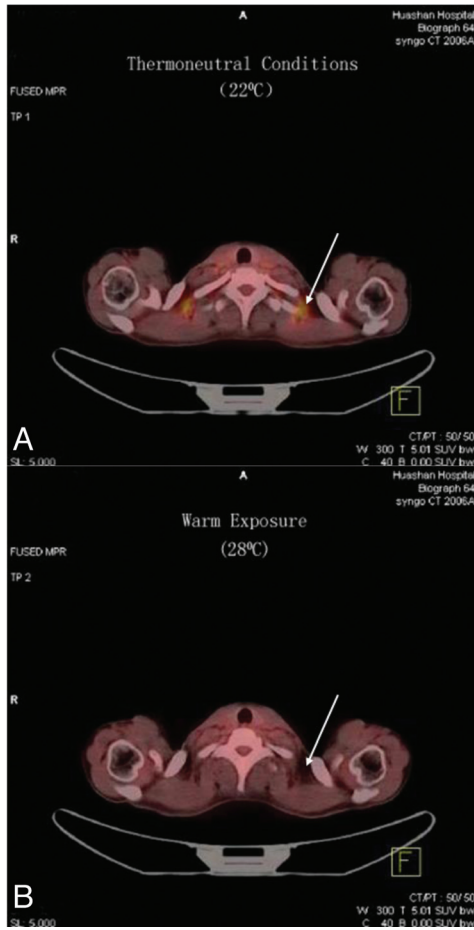 A
Huashan Hospital
Biograph 64
syngo CT 2006A
Thermoneutral Conditions
(22℃)
FUSED MPR
TP 1
R
F
A
CT/PT : 50/50
W 300 T 5.01 SUV bw
SL: 5.000
C 40 B 0.00 SUV bw
A
Huashan Hospital
Biograph 64
syngo CT 2006A
Warm Exposure
(28℃)
FUSED MPR
TP 2
R
F
B
CT/PT : 50/50
W 300 T 5.01 SUV bw
SL: 5.000
C 40 B 0.00 SUV bw